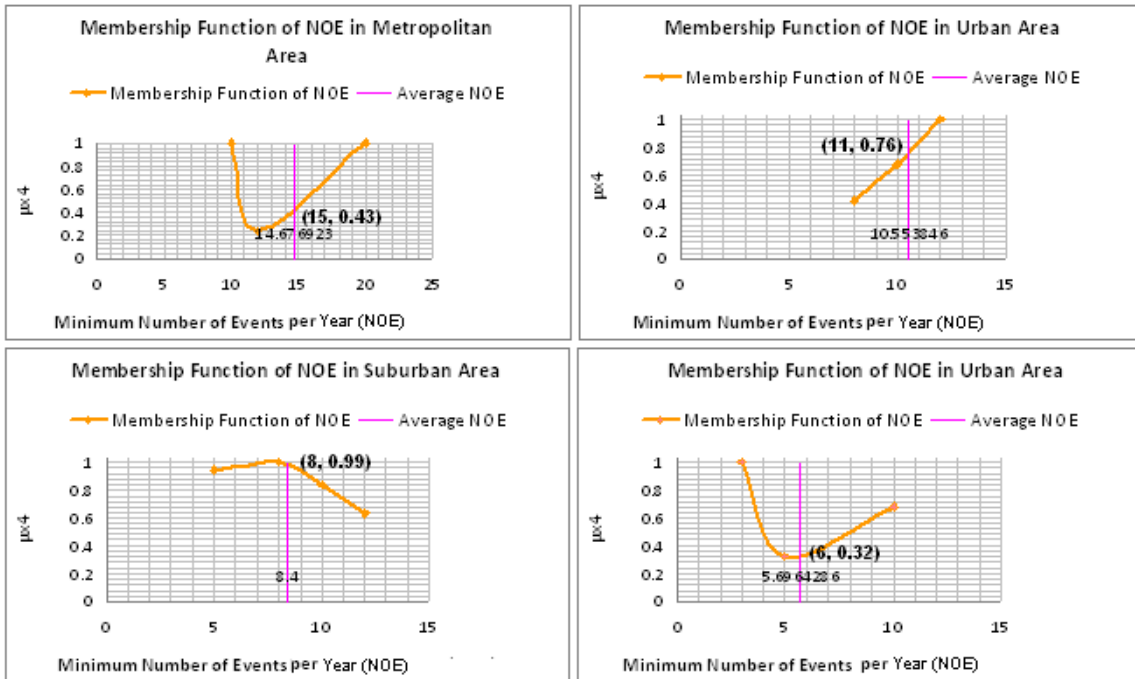 Membership Function of NOE in Metropolitan
Area
Membership Function of NOE
Average NOE
1
0.8
0.6
0.4
0.2
0
µx4
(15, 0.43)
14.676923
0
5
10
15
20
25
Minimum Number of Events per Year (NOE)
Membership Function of NOE in Urban Area
Membership Function of NOE
Average NOE
1
0.8
0.6
0.4
0.2
0
µx4
(11, 0.76)
10.553846
0
5
10
15
Minimum Number of Events per Year (NOE)
Membership Function of NOE in Suburban Area
Membership Function of NOE
Average NOE
1
0.8
0.6
0.4
0.2
0
µx4
(8, 0.99)
8.4
0
5
10
15
Minimum Number of Events per Year (NOE)
Membership Function of NOE in Urban Area
Membership Function of NOE
Average NOE
1
0.8
0.6
0.4
0.2
0
µx4
(6, 0.32)
5.6964286
0
5
10
15
Minimum Number of Events per Year (NOE)